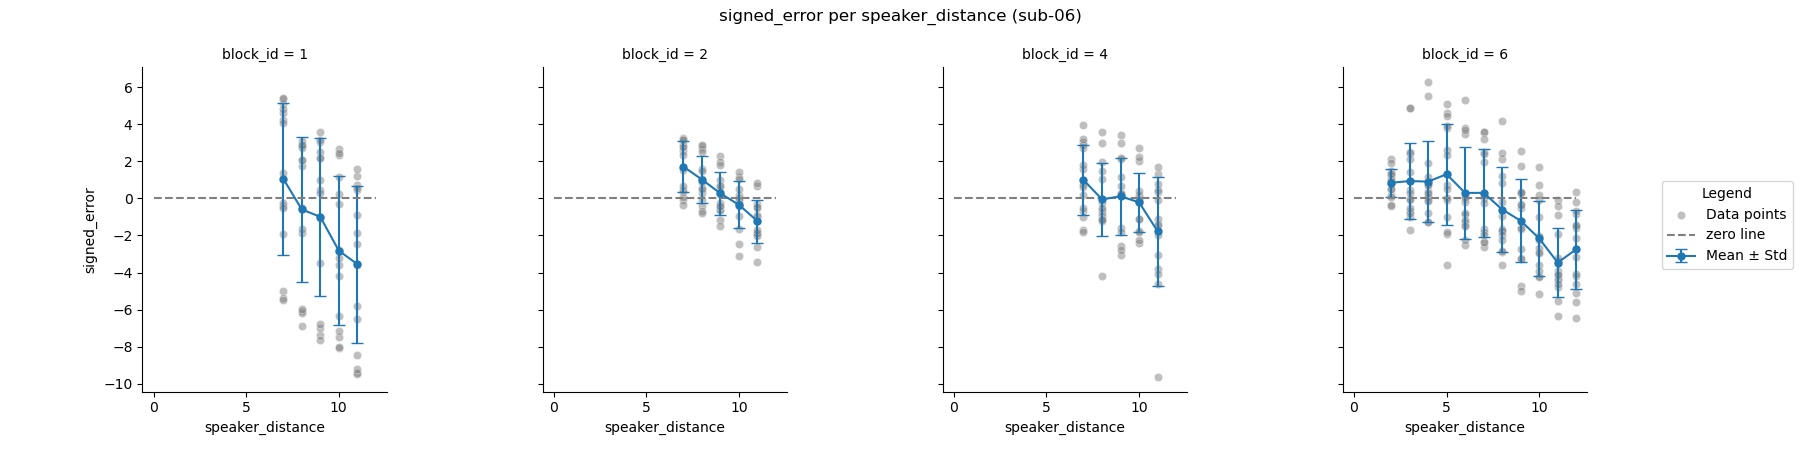 signed_error per speaker_distance (sub-06)
block_id = 1
block_id = 2
block_id = 4
block_id = 6
signed_error
6
4
2
0
−2
−4
−6
−8
−10
0 5 10
0 5 10
0 5 10
0 5 10
speaker_distance
speaker_distance
speaker_distance
speaker_distance
Legend
Data points
zero line
Mean ± Std